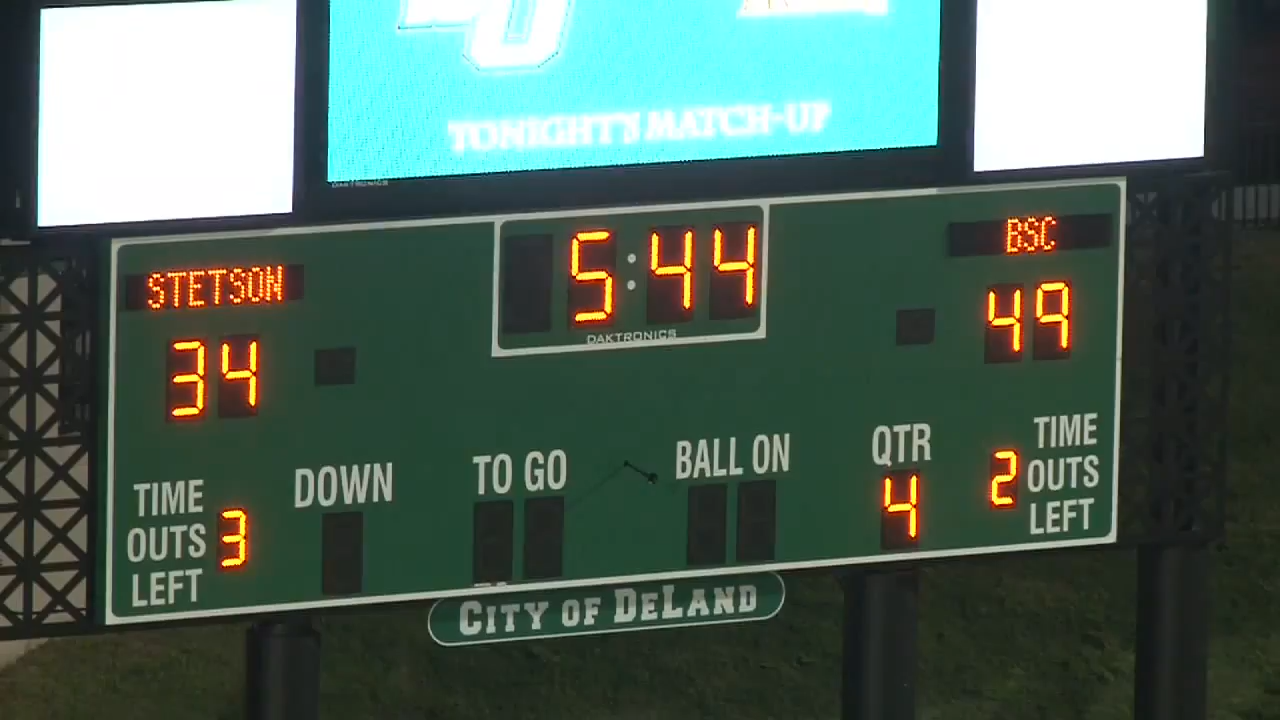 TONIGHT'S MATCH-UP
DAKTRONICS
STETSON
5:44
BSC
DAKTRONICS
34
49
DOWN
TO GO
BALL ON
QTR
4
TIME
OUTS 3
LEFT
TIME
2 OUTS
LEFT
CITY OF DELAND